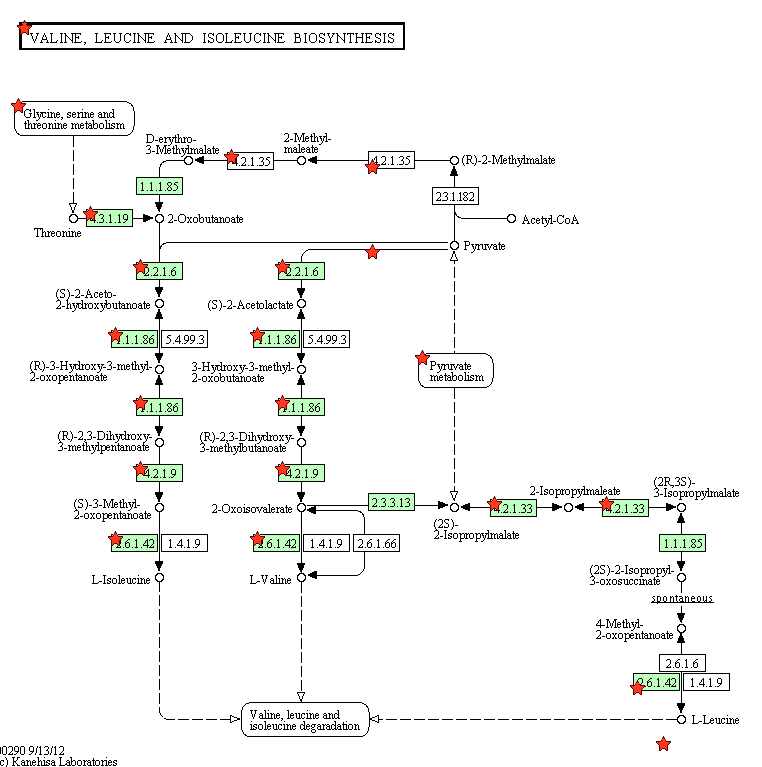 VALINE, LEUCINE AND ISOLEUCINE BIOSYNTHESIS
Glycine, serine and
threonine metabolism
D-erythro-
3-Methylmalate
4.2.1.35
2-Methyl-
maleate
4.2.1.35
(R)-2-Methylmalate
1.1.1.85
2.3.1.182
Threonine
4.3.1.19
2-Oxobutanoate
Acetyl-CoA
Pyruvate
2.2.1.6
2.2.1.6
(S)-2-Aceto-
2-hydroxybutanoate
(S)-2-Acetolactate
1.1.1.86
5.4.99.3
1.1.1.86
5.4.99.3
(R)-3-Hydroxy-3-methyl-
2-oxopentanoate
3-Hydroxy-3-methyl-
2-oxobutanoate
Pyruvate
metabolism
1.1.1.86
1.1.1.86
(R)-2,3-Dihydroxy-
3-methylpentanoate
(R)-2,3-Dihydroxy-
3-methylbutanoate
4.2.1.9
4.2.1.9
(S)-3-Methyl-
2-oxopentanoate
2-Oxoisovalerate
2.3.3.13
(2S)-
2-Isopropylmalate
4.2.1.33
2-Isopropylmaleate
4.2.1.33
(2R,3S)-
3-Isopropylmalate
2.6.1.42
1.4.1.9
2.6.1.42
1.4.1.9
2.6.1.66
1.1.1.85
L-Isoleucine
L-Valine
(2S)-2-Isopropyl-
3-oxosuccinate
spontaneous
4-Methyl-
2-oxopentanoate
2.6.1.6
2.6.1.42
1.4.1.9
L-Leucine
Valine, leucine and
isoleucine degradation
00290 9/13/12
c) Kanehisa Laboratories